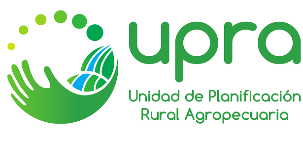 upra
Unidad de Planificación
Rural Agropecuaria